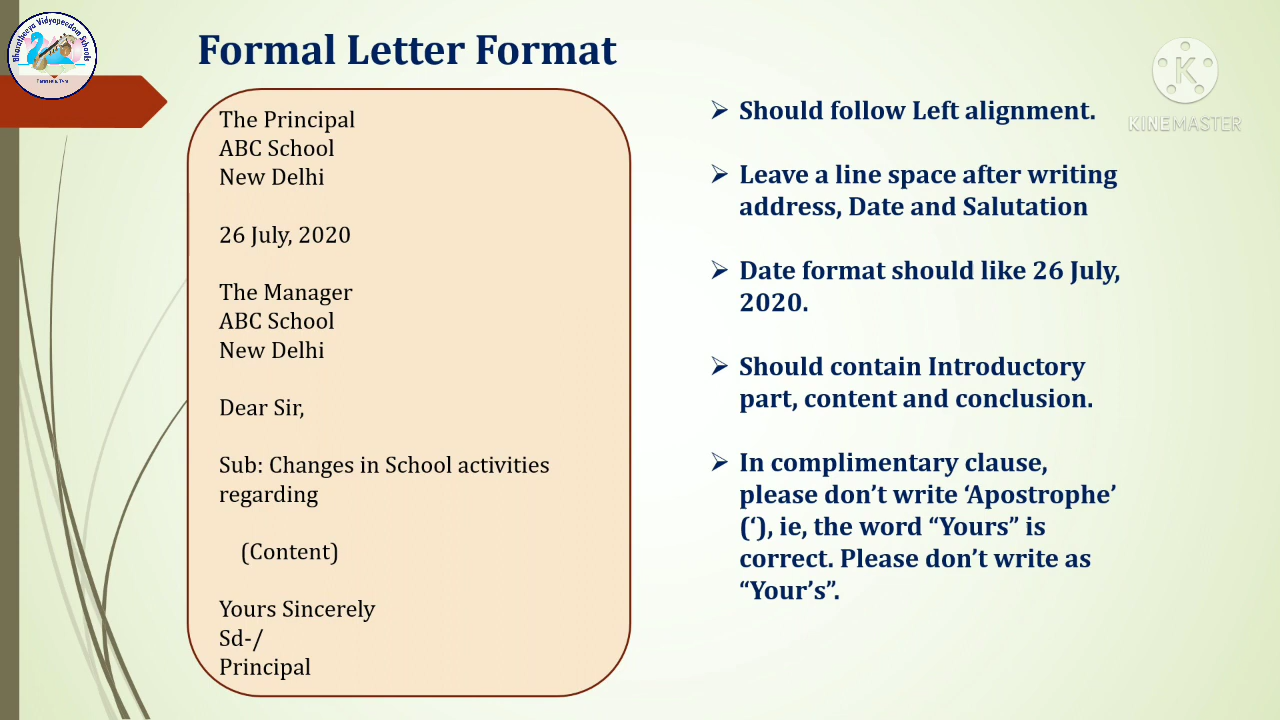 Bharatheeya Vidyapeedom Schools
Formal Letter Format
The Principal
ABC School
New Delhi
26 July, 2020
The Manager
ABC School
New Delhi
Dear Sir,
Sub: Changes in School activities
regarding
(Content)
Yours Sincerely
Sd-/
Principal
➢ Should follow Left alignment.
➢ Leave a line space after writing
address, Date and Salutation
➢ Date format should like 26 July,
2020.
➢ Should contain Introductory
part, content and conclusion.
➢ In complimentary clause,
please don’t write ‘Apostrophe’
(‘), ie, the word “Yours” is
correct. Please don’t write as
“Your’s”.
K
KINEMASTER